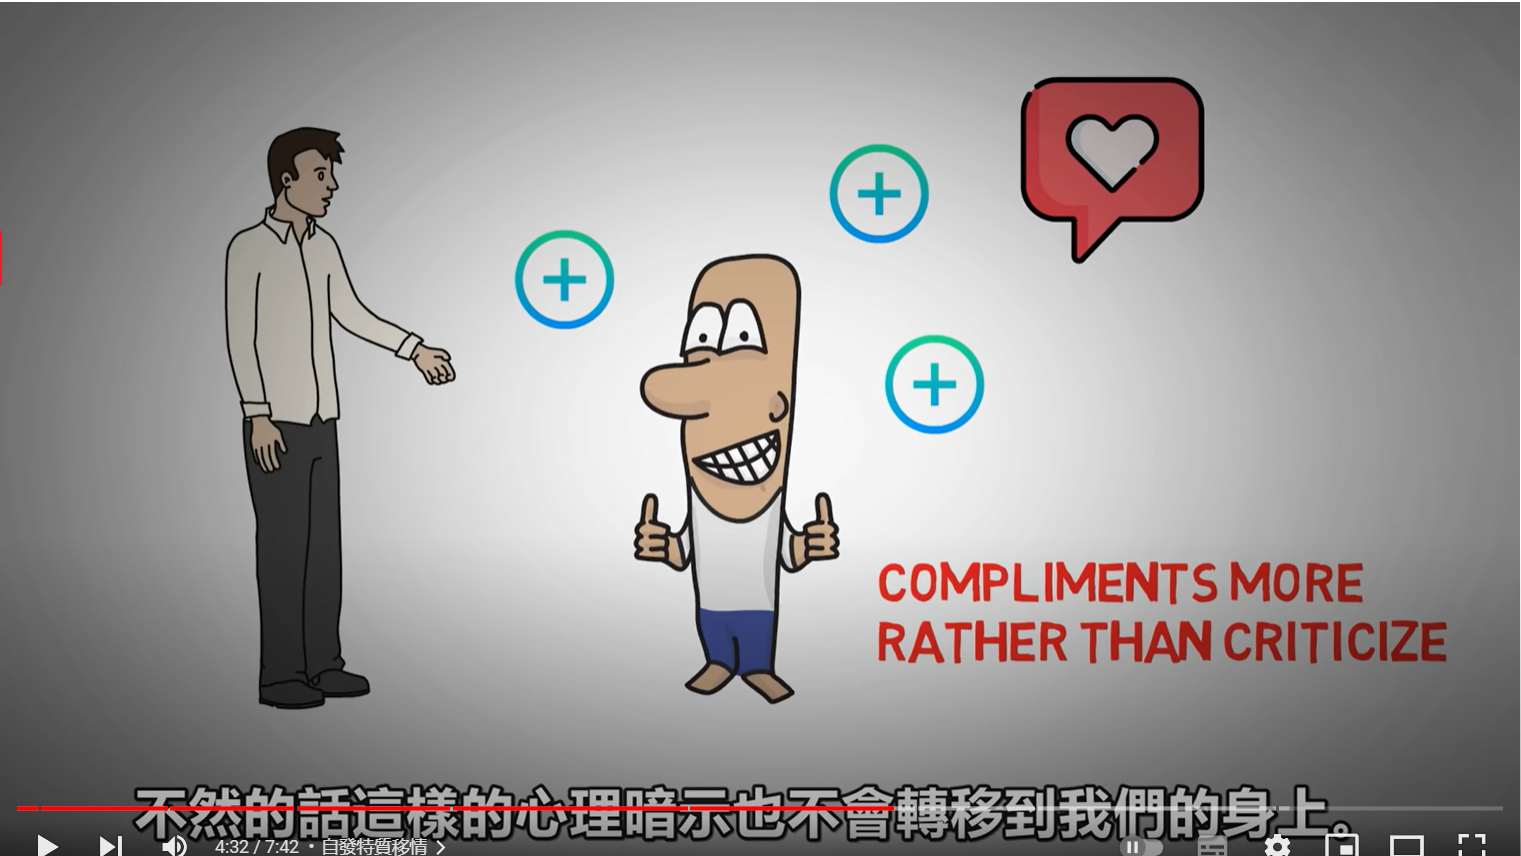 COMPLIMENTS MORE
RATHER THAN CRITICIZE
不然的話這樣的心理暗示也不會轉移到我們的身上。
4:32 / 7:42 • 自發特質移情